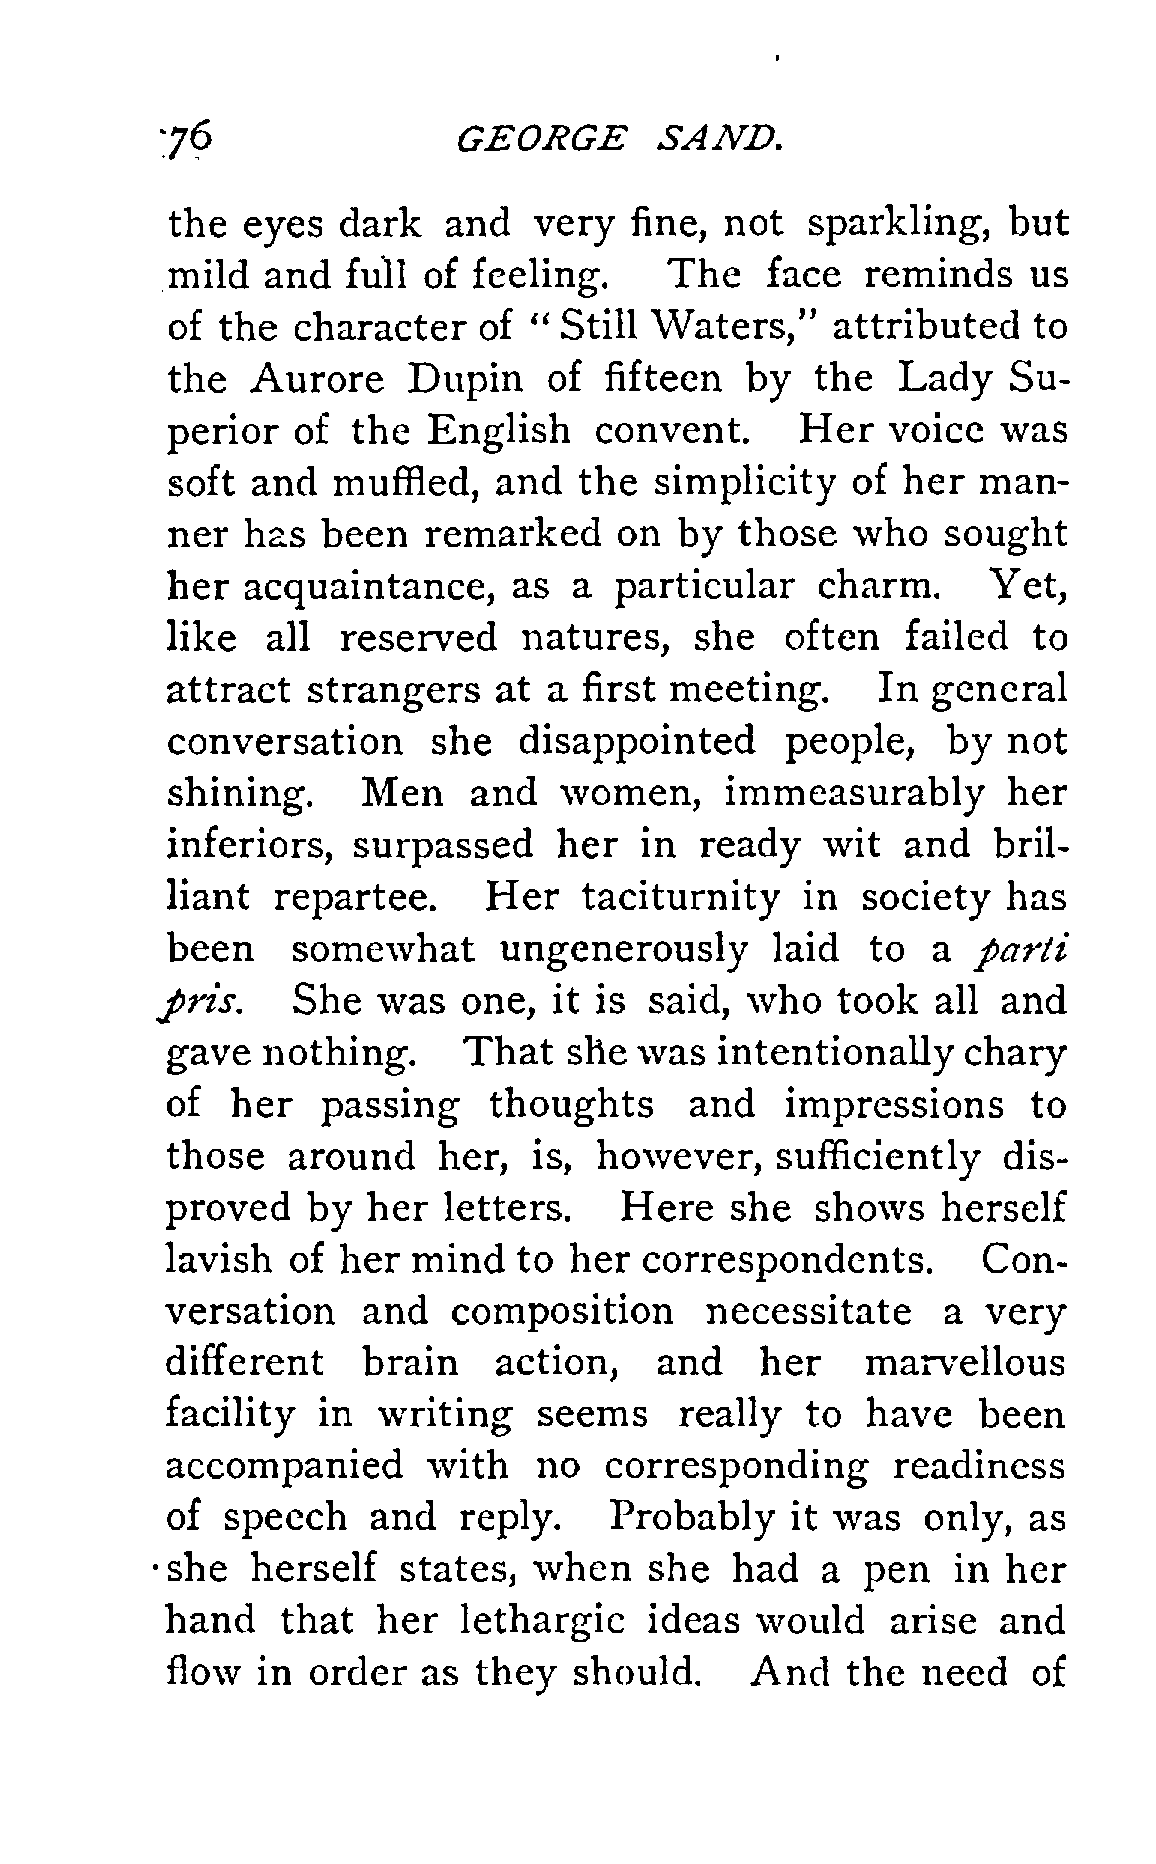 76 GEORGE SAND.
the eyes dark and very fine, not sparkling, but
mild and full of feeling. The face reminds us
of the character of “ Still Waters,” attributed to
the Aurore Dupin of fifteen by the Lady Su-
perior of the English convent. Her voice was
soft and muffled, and the simplicity of her man-
ner has been remarked on by those who sought
her acquaintance, as a particular charm. Yet,
like all reserved natures, she often failed to
attract strangers at a first meeting. In general
conversation she disappointed people, by not
shining. Men and women, immeasurably her
inferiors, surpassed her in ready wit and bril-
liant repartee. Her taciturnity in society has
been somewhat ungenerously laid to a parti
pris. She was one, it is said, who took all and
gave nothing. That she was intentionally chary
of her passing thoughts and impressions to
those around her, is, however, sufficiently dis-
proved by her letters. Here she shows herself
lavish of her mind to her correspondents. Con-
versation and composition necessitate a very
different brain action, and her marvellous
facility in writing seems really to have been
accompanied with no corresponding readiness
of speech and reply. Probably it was only, as
she herself states, when she had a pen in her
hand that her lethargic ideas would arise and
flow in order as they should. And the need of